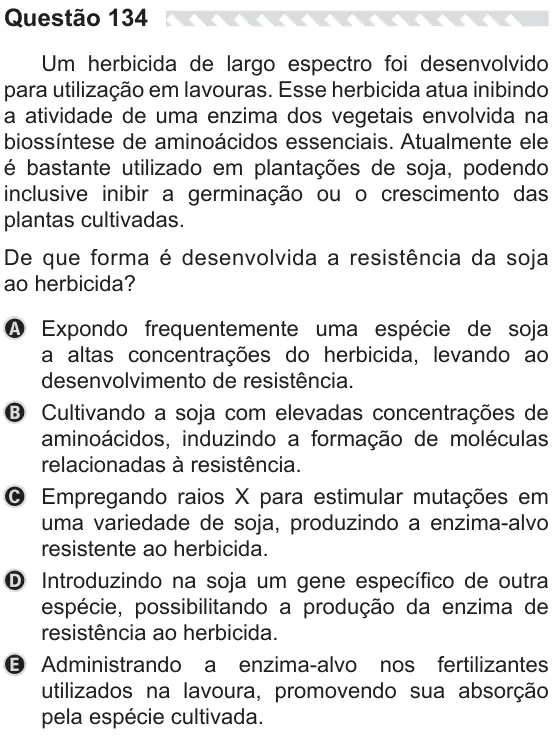 Questão 134
Um herbicida de largo espectro foi desenvolvido
para utilização em lavouras. Esse herbicida atua inibindo
a atividade de uma enzima dos vegetais envolvida na
biossíntese de aminoácidos essenciais. Atualmente ele
é bastante utilizado em plantações de soja, podendo
inclusive inibir a germinação ou o crescimento das
plantas cultivadas.
De que forma é desenvolvida a resistência da soja
ao herbicida?
A Expondo frequentemente uma espécie de soja
a altas concentrações do herbicida, levando ao
desenvolvimento de resistência.
B Cultivando a soja com elevadas concentrações de
aminoácidos, induzindo a formação de moléculas
relacionadas à resistência.
C Empregando raios X para estimular mutações em
uma variedade de soja, produzindo a enzima-alvo
resistente ao herbicida.
D Introduzindo na soja um gene específico de outra
espécie, possibilitando a produção da enzima de
resistência ao herbicida.
E Administrando a enzima-alvo nos fertilizantes
utilizados na lavoura, promovendo sua absorção
pela espécie cultivada.